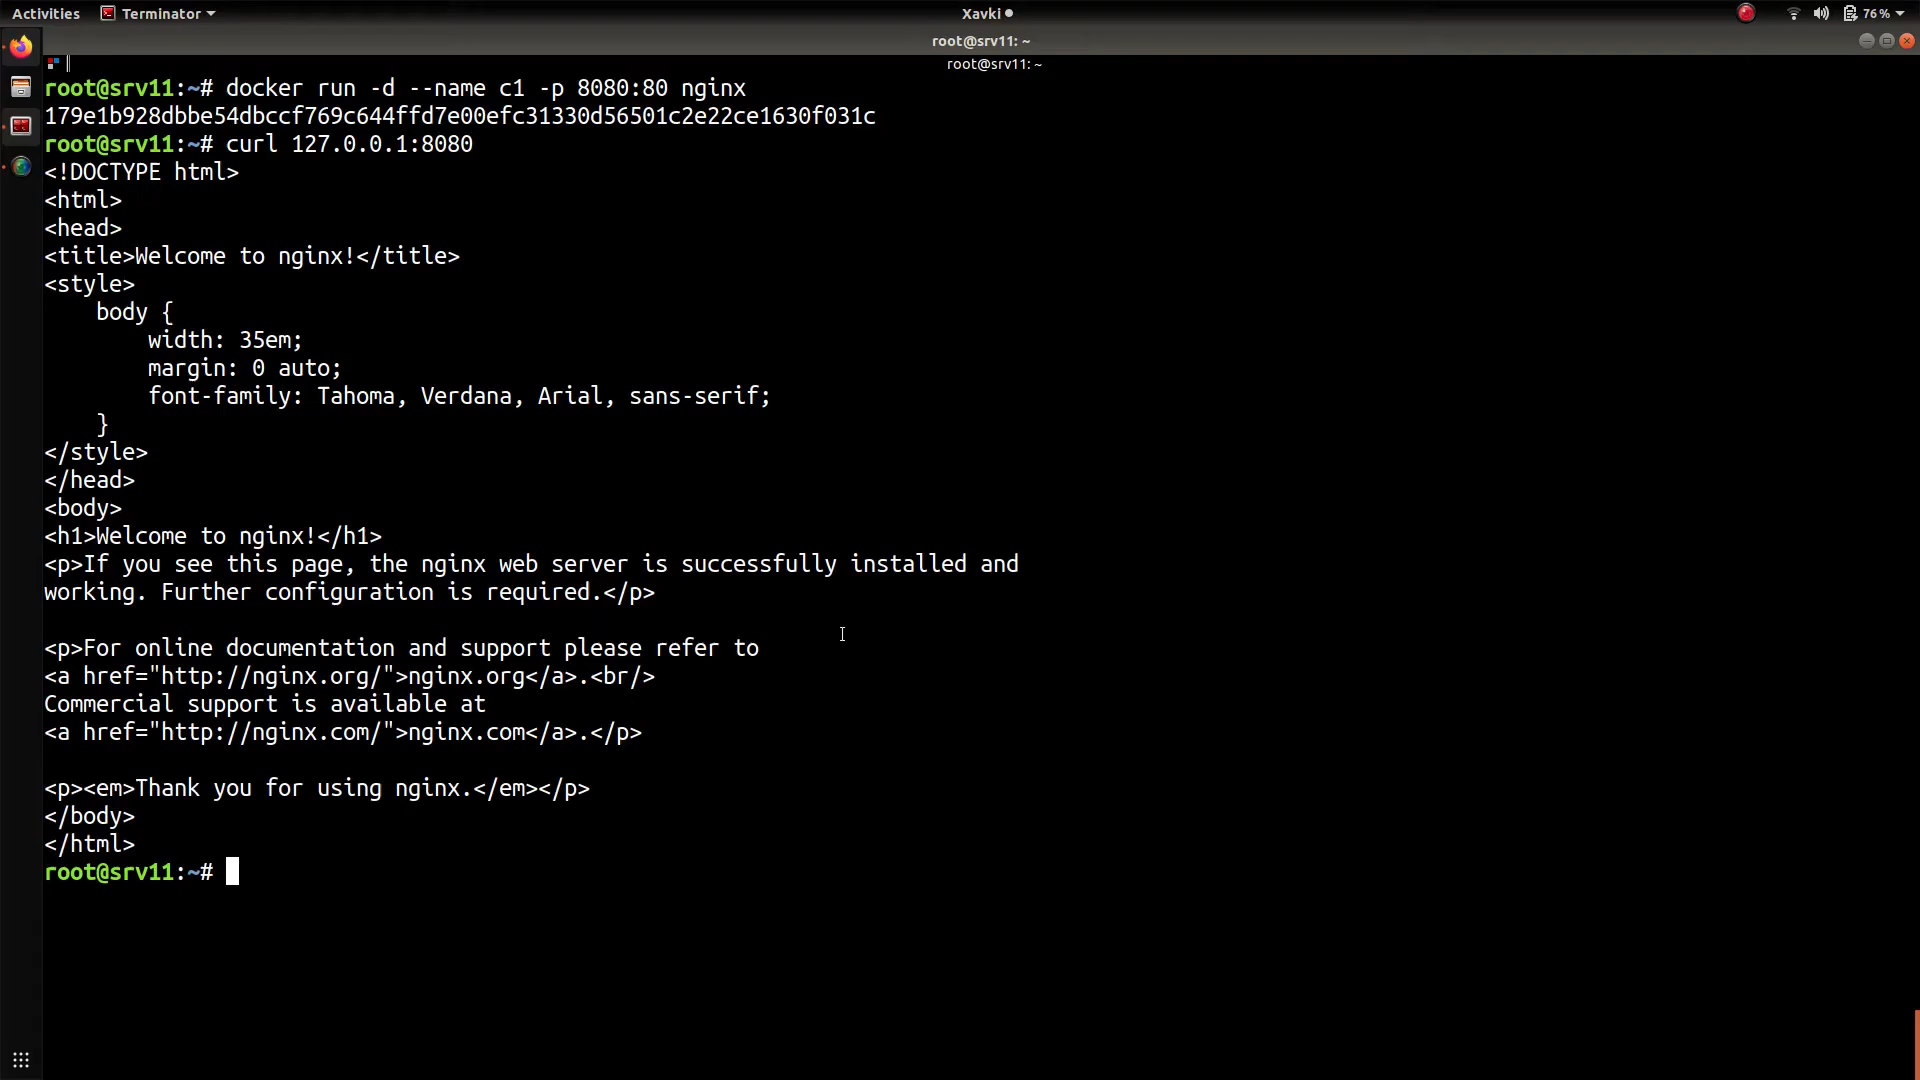 Activities Terminator Xavki 76%
root@srv11: ~
root@srv11: ~
root@srv11:~# docker run -d --name c1 -p 8080:80 nginx
179e1b928dbbe54dbccf769c644ffd7e00efc31330d56501c2e22ce1630f031c
root@srv11:~# curl 127.0.0.1:8080
<!DOCTYPE html>
<html>
<head>
<title>Welcome to nginx!</title>
<style>
    body {
        width: 35em;
        margin: 0 auto;
        font-family: Tahoma, Verdana, Arial, sans-serif;
    }
</style>
</head>
<body>
<h1>Welcome to nginx!</h1>
<p>If you see this page, the nginx web server is successfully installed and
working. Further configuration is required.</p>

<p>For online documentation and support please refer to
<a href="http://nginx.org/">nginx.org</a>.<br/>
Commercial support is available at
<a href="http://nginx.com/">nginx.com</a>.</p>

<p><em>Thank you for using nginx.</em></p>
</body>
</html>
root@srv11:~#